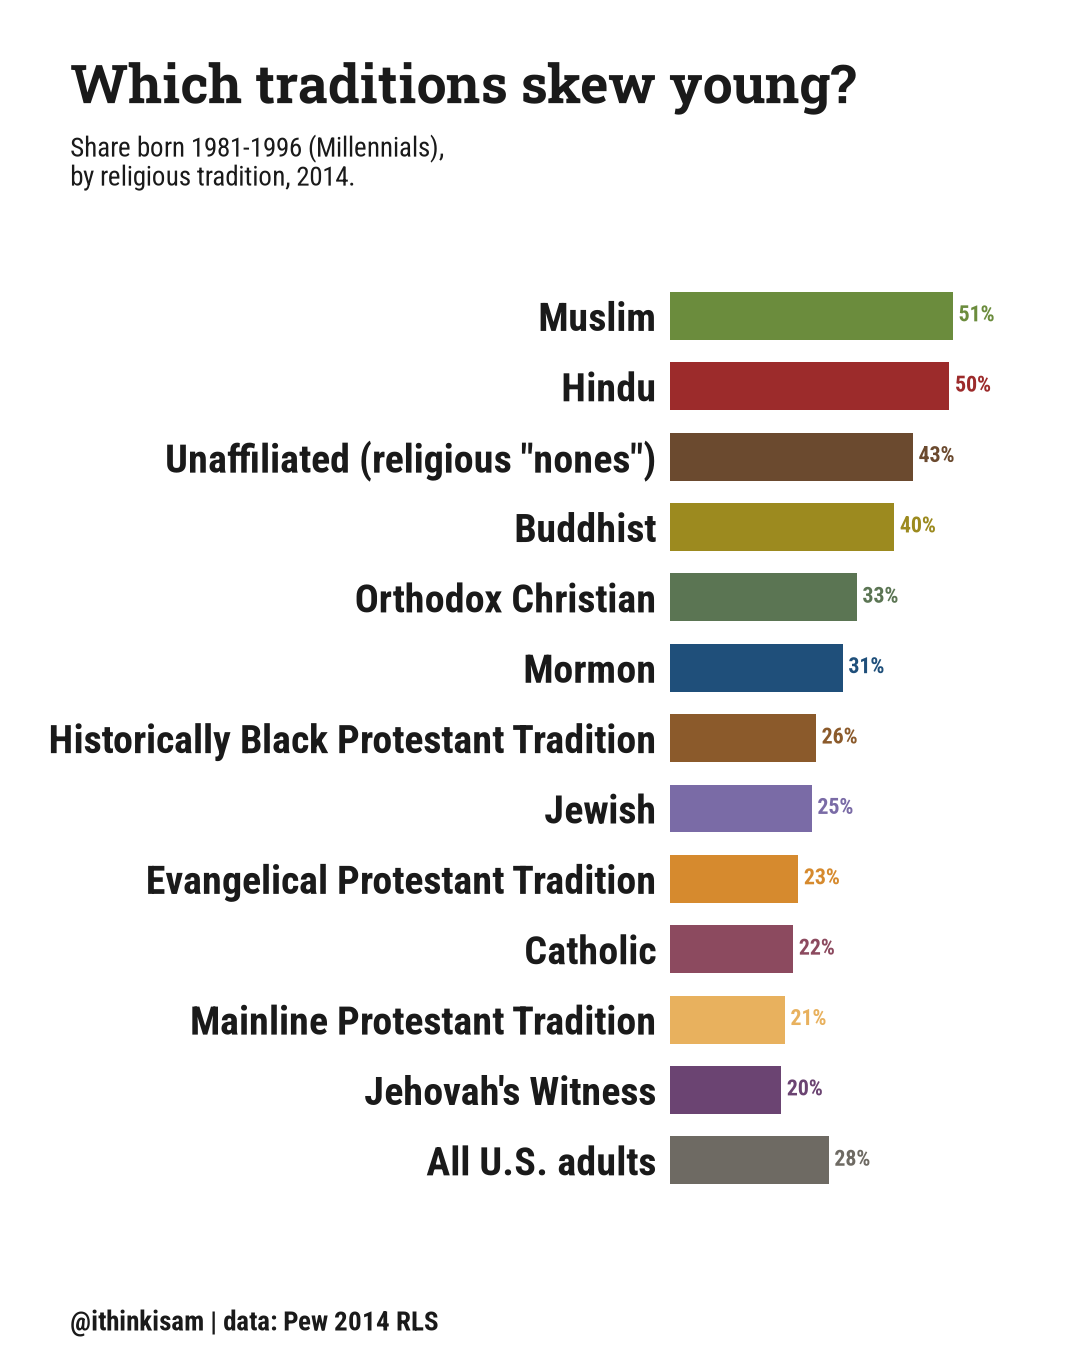 Which traditions skew young?
Share born 1981-1996 (Millennials),
by religious tradition, 2014.
Muslim 51%
Hindu 50%
Unaffiliated (religious "nones") 43%
Buddhist 40%
Orthodox Christian 33%
Mormon 31%
Historically Black Protestant Tradition 26%
Jewish 25%
Evangelical Protestant Tradition 23%
Catholic 22%
Mainline Protestant Tradition 21%
Jehovah's Witness 20%
All U.S. adults 28%
@ithinkisam | data: Pew 2014 RLS